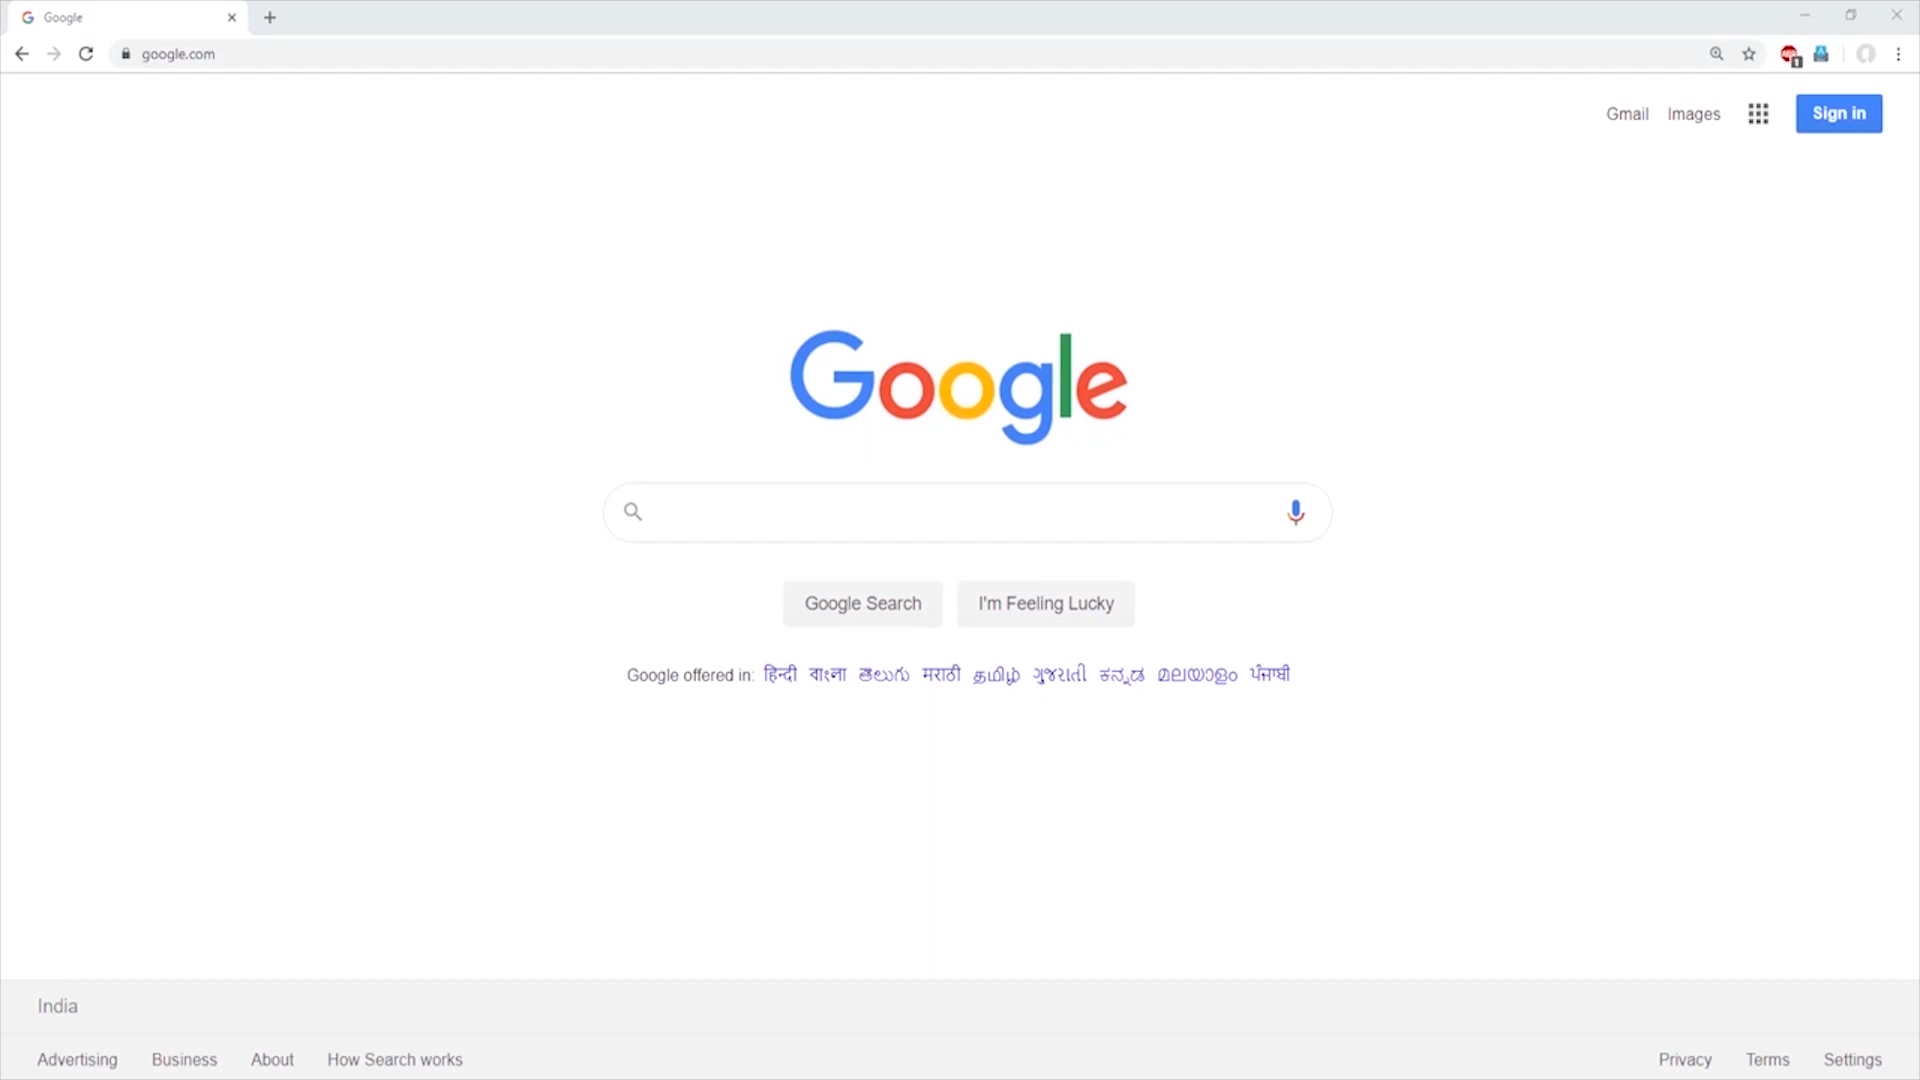 Google
google.com
Gmail Images Sign in
Google
Google Search I'm Feeling Lucky
Google offered in: हिन्दी বাংলা తెలుగు मराठी தமிழ் ગુજરાતી ಕನ್ನಡ മലയാളം ਪੰਜਾਬੀ
India
Advertising Business About How Search works Privacy Terms Settings